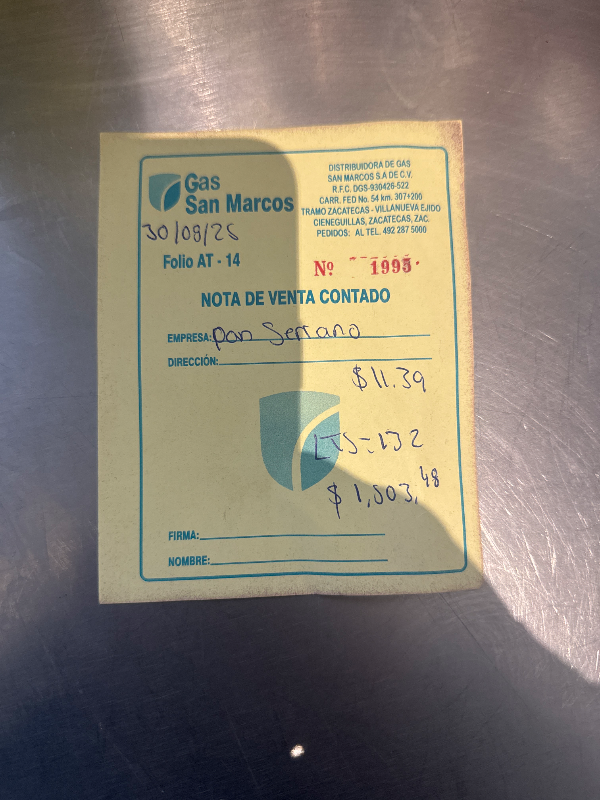 Gas
San Marcos
DISTRIBUIDORA DE GAS
SAN MARCOS S.A DE C.V.
R.F.C. DGS-930426-522
CARR. FED No. 54 km. 307+200
TRAMO ZACATECAS - VILLANUEVA EJIDO
CIENEGUILLAS, ZACATECAS, ZAC.
PEDIDOS: AL TEL. 492 287 5000
30/08/25
Folio AT - 14
Nº 1995
NOTA DE VENTA CONTADO
EMPRESA: Pan Serrano
DIRECCIÓN:
$11.39
LTS=132
$1,503.48
FIRMA:
NOMBRE: